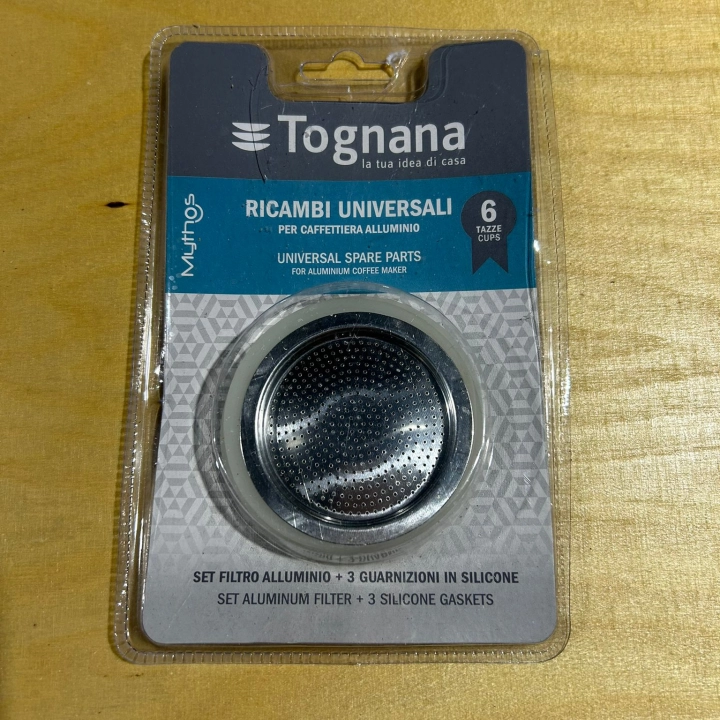 Tognana
la tua idea di casa
Mythos
RICAMBI UNIVERSALI
PER CAFFETTIERA ALLUMINIO
6
TAZZE
CUPS
UNIVERSAL SPARE PARTS
FOR ALUMINIUM COFFEE MAKER
SET FILTRO ALLUMINIO + 3 GUARNIZIONI IN SILICONE
SET ALUMINUM FILTER + 3 SILICONE GASKETS